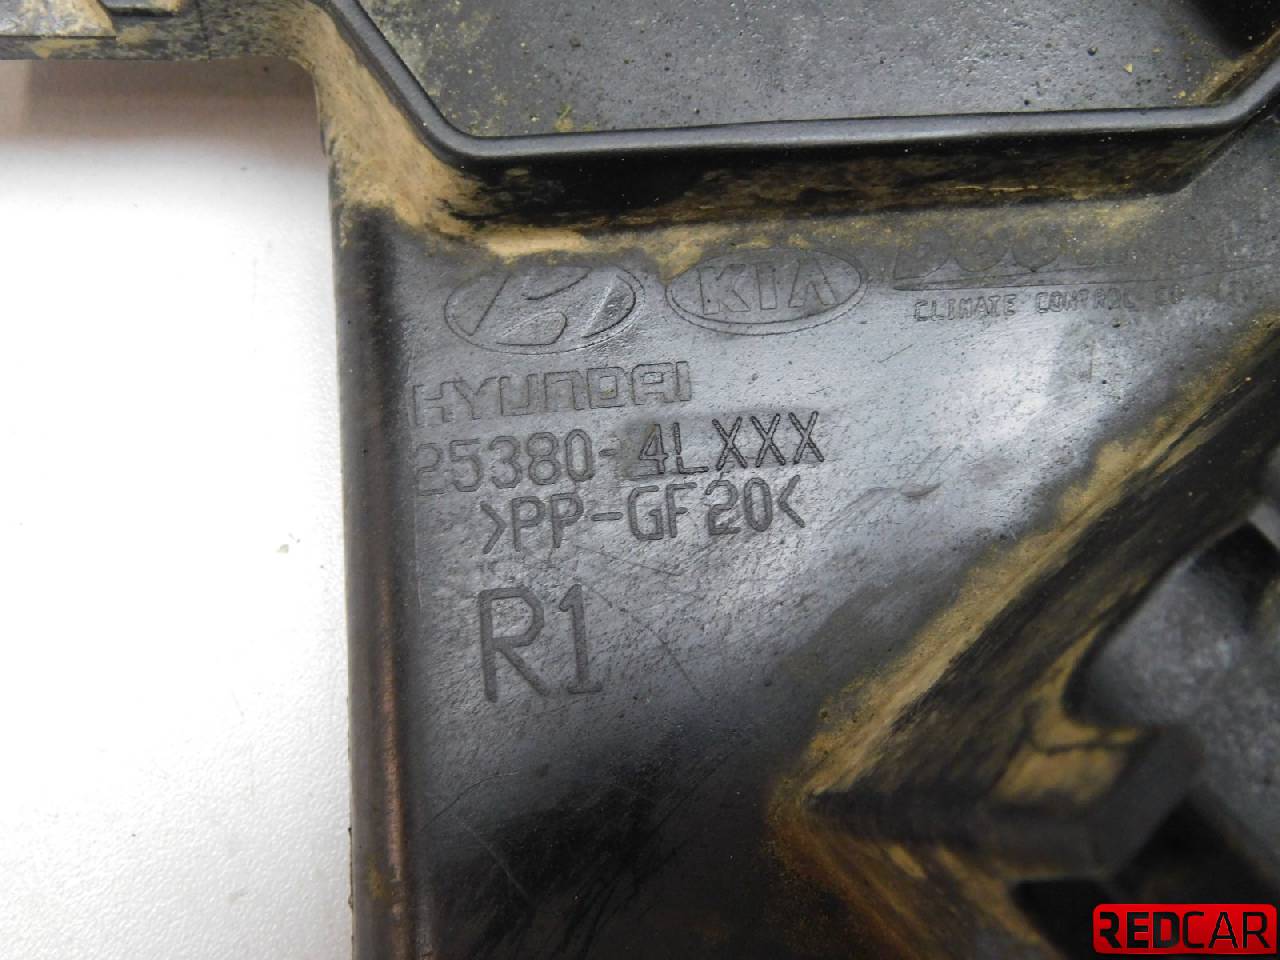 KIA
CLIMATE CONTROL
HYUNDAI
25380-4LXXX
>PP-GF20<
R1
REDCAR